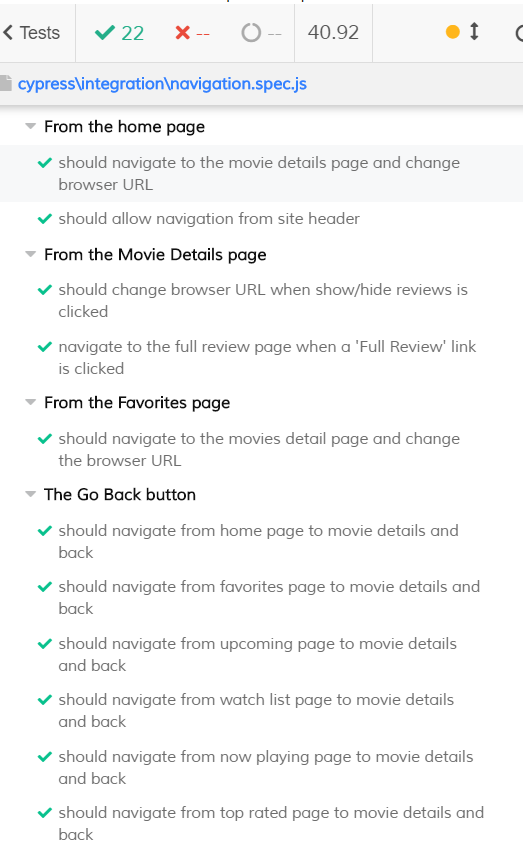 Tests
22
--
--
40.92
cypress\integration\navigation.spec.js
From the home page
should navigate to the movie details page and change
browser URL
should allow navigation from site header
From the Movie Details page
should change browser URL when show/hide reviews is
clicked
navigate to the full review page when a 'Full Review' link
is clicked
From the Favorites page
should navigate to the movies detail page and change
the browser URL
The Go Back button
should navigate from home page to movie details and
back
should navigate from favorites page to movie details and
back
should navigate from upcoming page to movie details
and back
should navigate from watch list page to movie details
and back
should navigate from now playing page to movie details
and back
should navigate from top rated page to movie details and
back